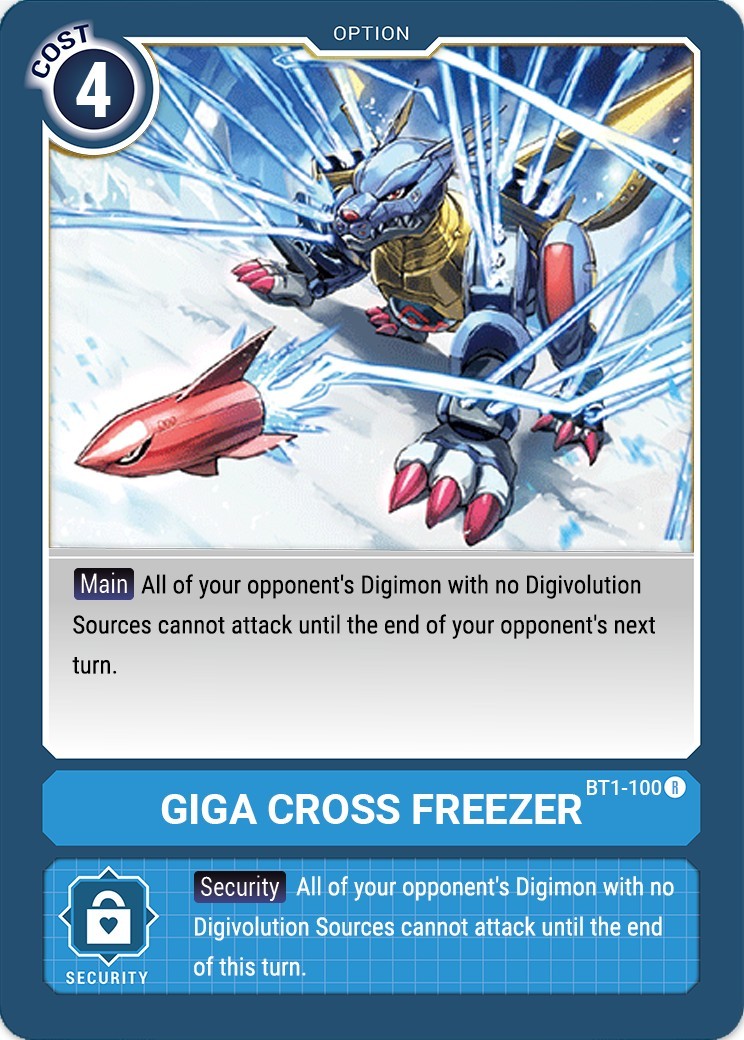 OPTION
COST
4
Main All of your opponent's Digimon with no Digivolution
Sources cannot attack until the end of your opponent's next
turn.
BT1-100 R
GIGA CROSS FREEZER
Security All of your opponent's Digimon with no
Digivolution Sources cannot attack until the end
of this turn.
SECURITY